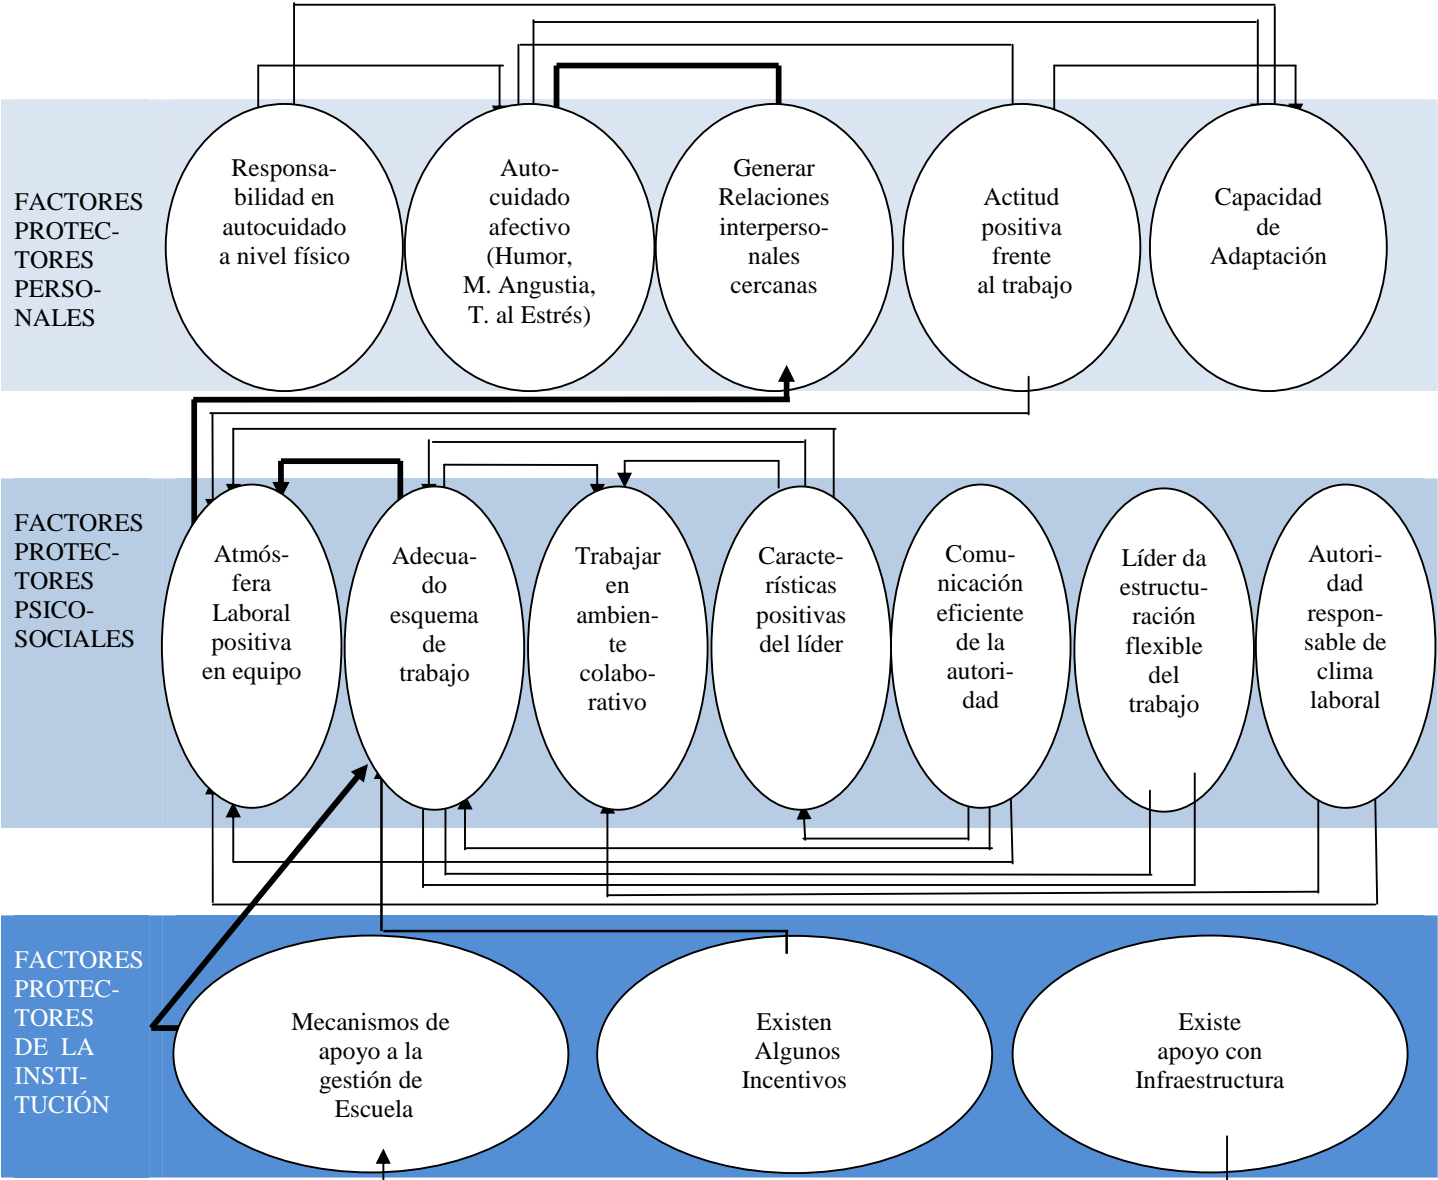 FACTORES
PROTEC-
TORES
PERSO-
NALES
Responsa-
bilidad en
autocuidado
a nivel físico
Auto-
cuidado
afectivo
(Humor,
M. Angustia,
T. al Estrés)
Generar
Relaciones
interperso-
nales
cercanas
Actitud
positiva
frente
al trabajo
Capacidad
de
Adaptación
FACTORES
PROTEC-
TORES
PSICO-
SOCIALES
Atmós-
fera
Laboral
positiva
en equipo
Adecua-
do
esquema
de
trabajo
Trabajar
en
ambien-
te
colabo-
rativo
Caracte-
rísticas
positivas
del líder
Comu-
nicación
eficiente
de la
autori-
dad
Líder da
estructu-
ración
flexible
del
trabajo
Autori-
dad
respon-
sable de
clima
laboral
FACTORES
PROTEC-
TORES
DE LA
INSTI-
TUCIÓN
Mecanismos de
apoyo a la
gestión de
Escuela
Existen
Algunos
Incentivos
Existe
apoyo con
Infraestructura